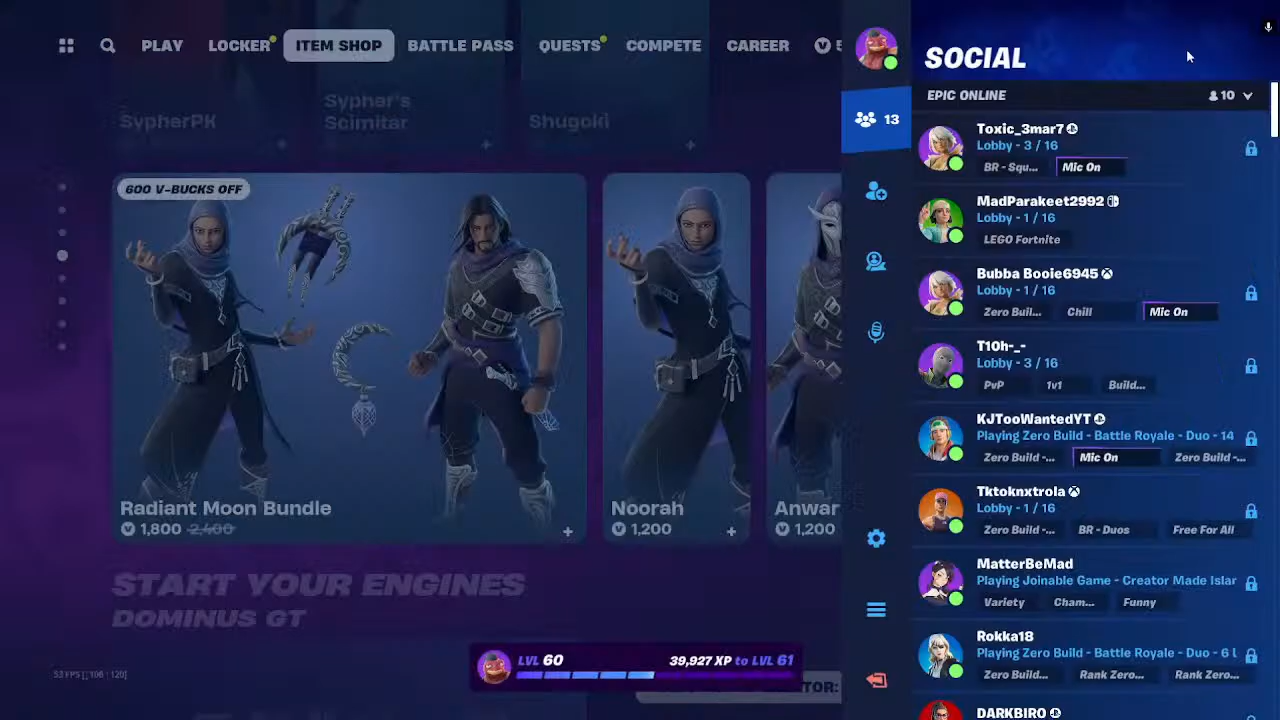 PLAY LOCKER ITEM SHOP BATTLE PASS QUESTS COMPETE CAREER
SypherPK
Sypher's
Scimitar
Shugoki
600 V-BUCKS OFF
Radiant Moon Bundle
1,800 2,400
Noorah
1,200
Anwar
1,200
START YOUR ENGINES
DOMINUS GT
LVL 60 39,927 XP to LVL 61
53 FPS [ 106 : 120]
13
SOCIAL
EPIC ONLINE 10
Toxic_3mar7
Lobby - 3 / 16
BR - Squ... Mic On
MadParakeet2992
Lobby - 1 / 16
LEGO Fortnite
Bubba Booie6945
Lobby - 1 / 16
Zero Buil... Chill Mic On
T10h-_-
Lobby - 3 / 16
PvP 1v1 Build...
KJTooWantedYT
Playing Zero Build - Battle Royale - Duo - 14
Zero Build -... Mic On Zero Build -...
Tktoknxtrola
Lobby - 1 / 16
Zero Build -... BR - Duos Free For All
MatterBeMad
Playing Joinable Game - Creator Made Islar
Variety Cham... Funny
Rokka18
Playing Zero Build - Battle Royale - Duo - 6 l
Zero Build... Rank Zero... Rank Zero...
DARKBIRO